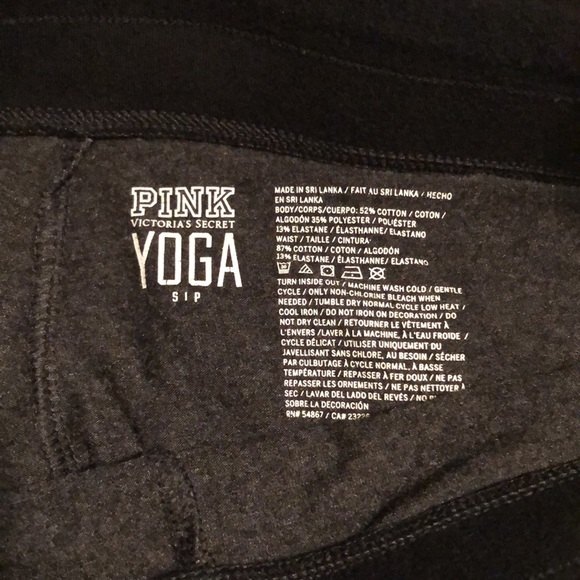 PINK
VICTORIA'S SECRET
YOGA
S I P
MADE IN SRI LANKA / FAIT AU SRI LANKA / HECHO
EN SRI LANKA
BODY/CORPS/CUERPO: 52% COTTON / COTON /
ALGODÓN 35% POLYESTER / POLIÉSTER
13% ELASTANE / ÉLASTHANNE/ ELASTANO
WAIST / TAILLE / CINTURA
87% COTTON / COTON / ALGODÓN
13% ELASTANE / ÉLASTHANNE / ELASTANO
TURN INSIDE OUT / MACHINE WASH COLD / GENTLE
CYCLE / ONLY NON-CHLORINE BLEACH WHEN
NEEDED / TUMBLE DRY NORMAL CYCLE LOW HEAT /
COOL IRON / DO NOT IRON ON DECORATION / DO
NOT DRY CLEAN / RETOURNER LE VÊTEMENT À
L'ENVERS /LAVER À LA MACHINE, À L'EAU FROIDE /
CYCLE DÉLICAT / UTILISER UNIQUEMENT DU
JAVELLISANT SANS CHLORE, AU BESOIN / SÉCHER
PAR CULBUTAGE À CYCLE NORMAL, À BASSE
TEMPÉRATURE / REPASSER À FER DOUX / NE PAS
REPASSER LES ORNEMENTS / NE PAS NETTOYER À
SEC / LAVAR DEL LADO DEL REVÉS / NO
SOBRE LA DECORACIÓN
RN# 54867 / CA#